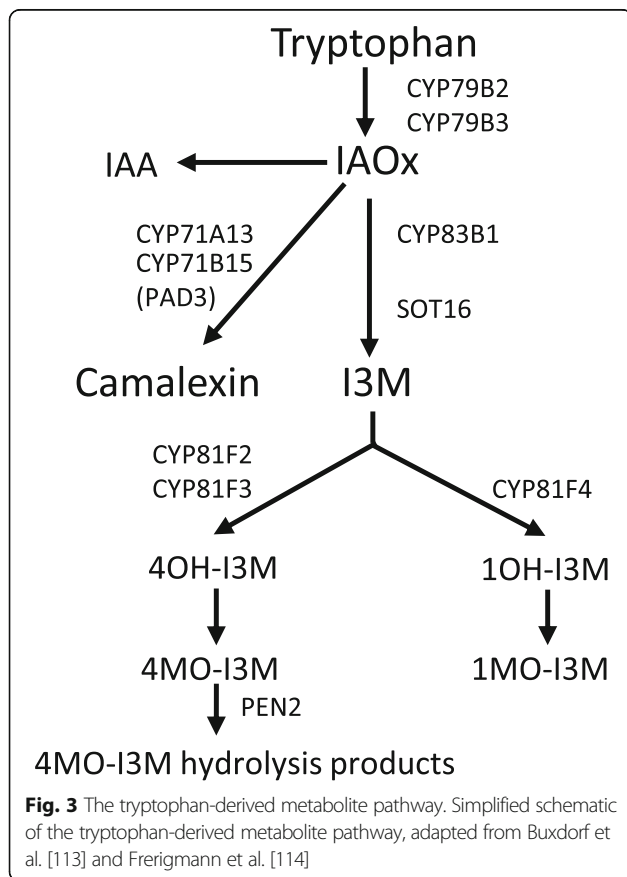 Tryptophan
CYP79B2
CYP79B3
IAA
IAOx
CYP71A13
CYP71B15
(PAD3)
CYP83B1
SOT16
Camalexin
I3M
CYP81F2
CYP81F3
CYP81F4
4OH-I3M
1OH-I3M
4MO-I3M
1MO-I3M
PEN2
4MO-I3M hydrolysis products
Fig. 3 The tryptophan-derived metabolite pathway. Simplified schematic
of the tryptophan-derived metabolite pathway, adapted from Buxdorf et
al. [113] and Frerigmann et al. [114]